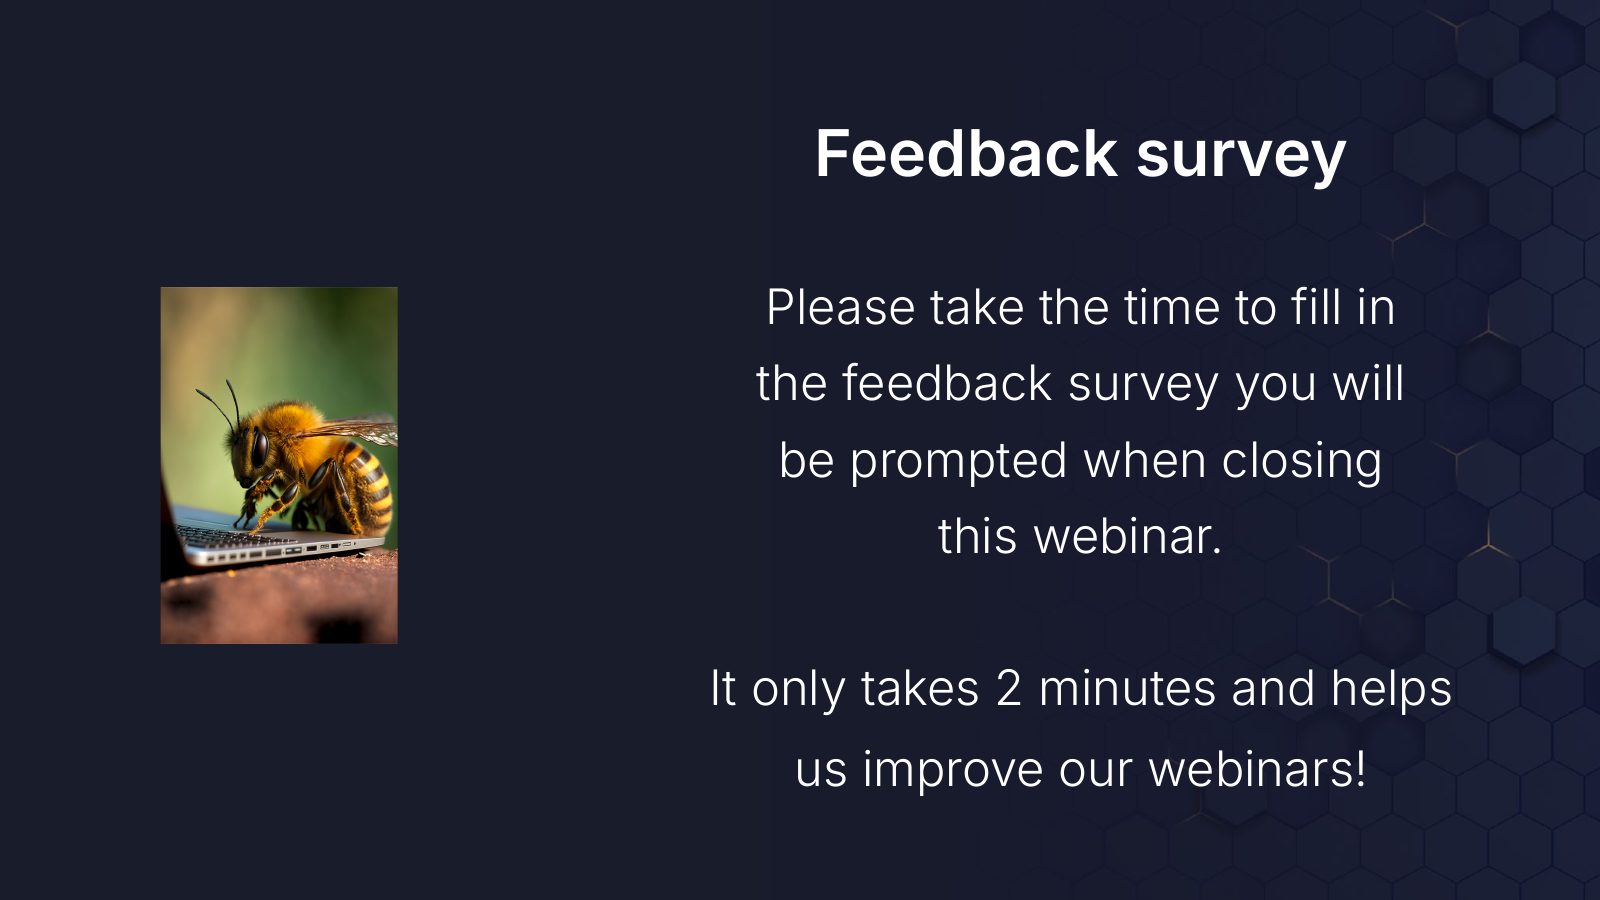 Feedback survey
Please take the time to fill in
the feedback survey you will
be prompted when closing
this webinar.
It only takes 2 minutes and helps
us improve our webinars!